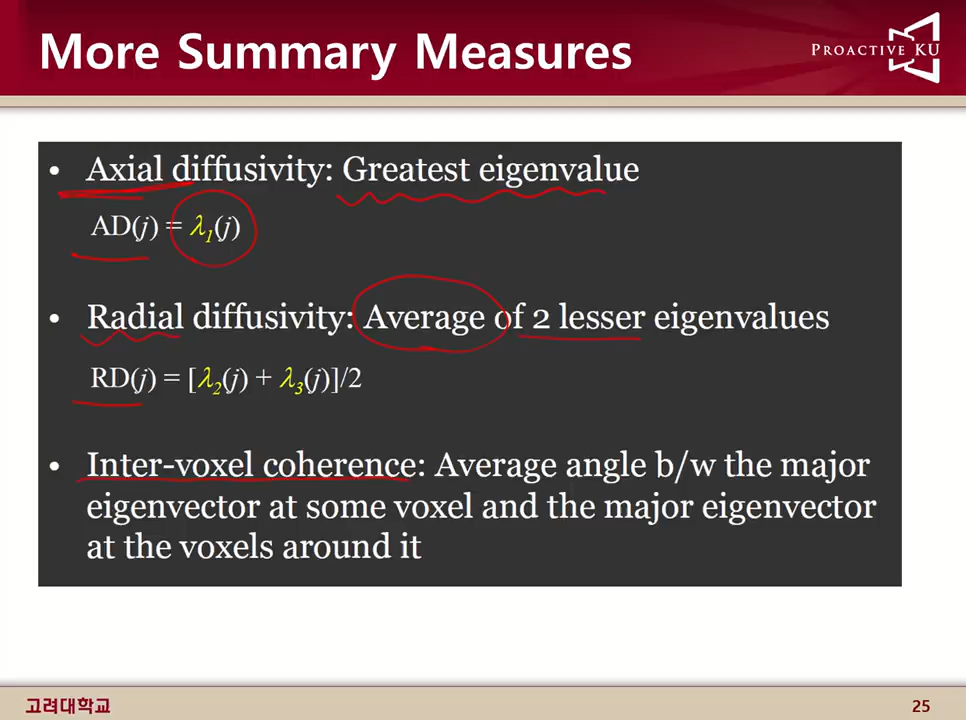 More Summary Measures
PROACTIVE KU
• Axial diffusivity: Greatest eigenvalue
AD(j) = λ1(j)
• Radial diffusivity: Average of 2 lesser eigenvalues
RD(j) = [λ2(j) + λ3(j)]/2
• Inter-voxel coherence: Average angle b/w the major
eigenvector at some voxel and the major eigenvector
at the voxels around it
고려대학교
25